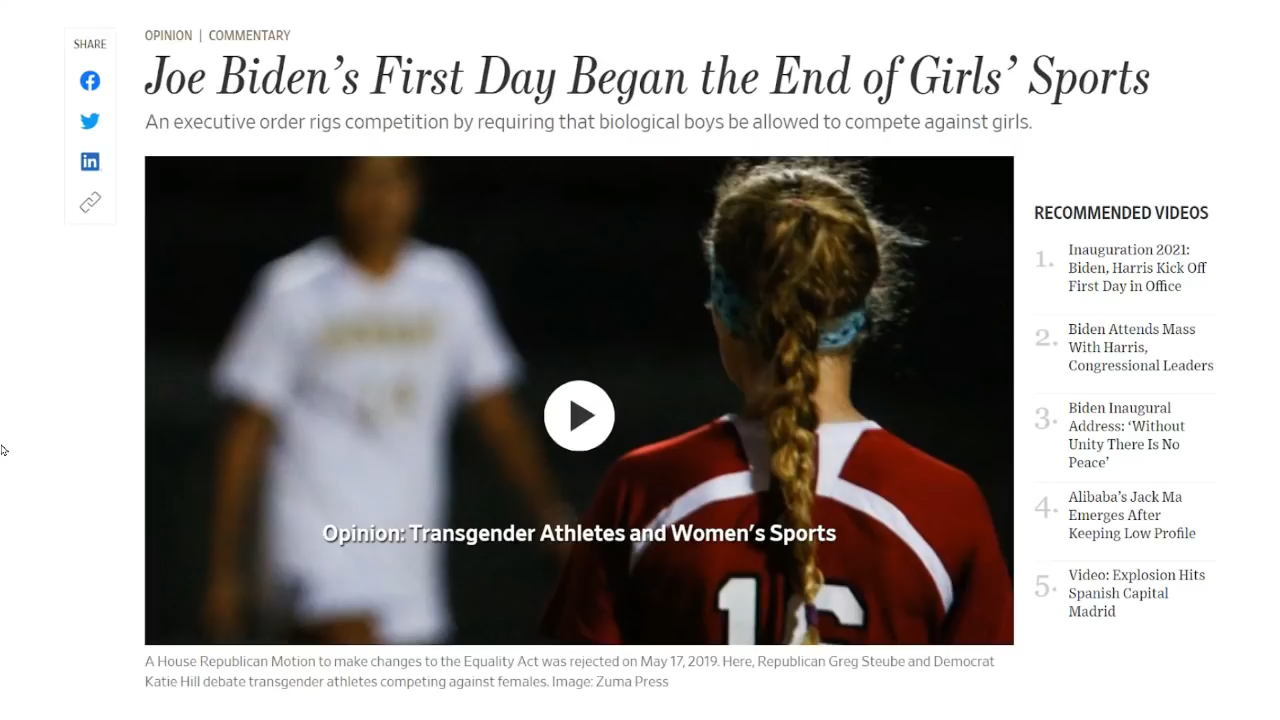 SHARE
OPINION | COMMENTARY
Joe Biden's First Day Began the End of Girls' Sports
An executive order rigs competition by requiring that biological boys be allowed to compete against girls.
Opinion: Transgender Athletes and Women's Sports
16
A House Republican Motion to make changes to the Equality Act was rejected on May 17, 2019. Here, Republican Greg Steube and Democrat
Katie Hill debate transgender athletes competing against females. Image: Zuma Press
RECOMMENDED VIDEOS
1. Inauguration 2021:
Biden, Harris Kick Off
First Day in Office
2. Biden Attends Mass
With Harris,
Congressional Leaders
3. Biden Inaugural
Address: 'Without
Unity There Is No
Peace'
4. Alibaba's Jack Ma
Emerges After
Keeping Low Profile
5. Video: Explosion Hits
Spanish Capital
Madrid